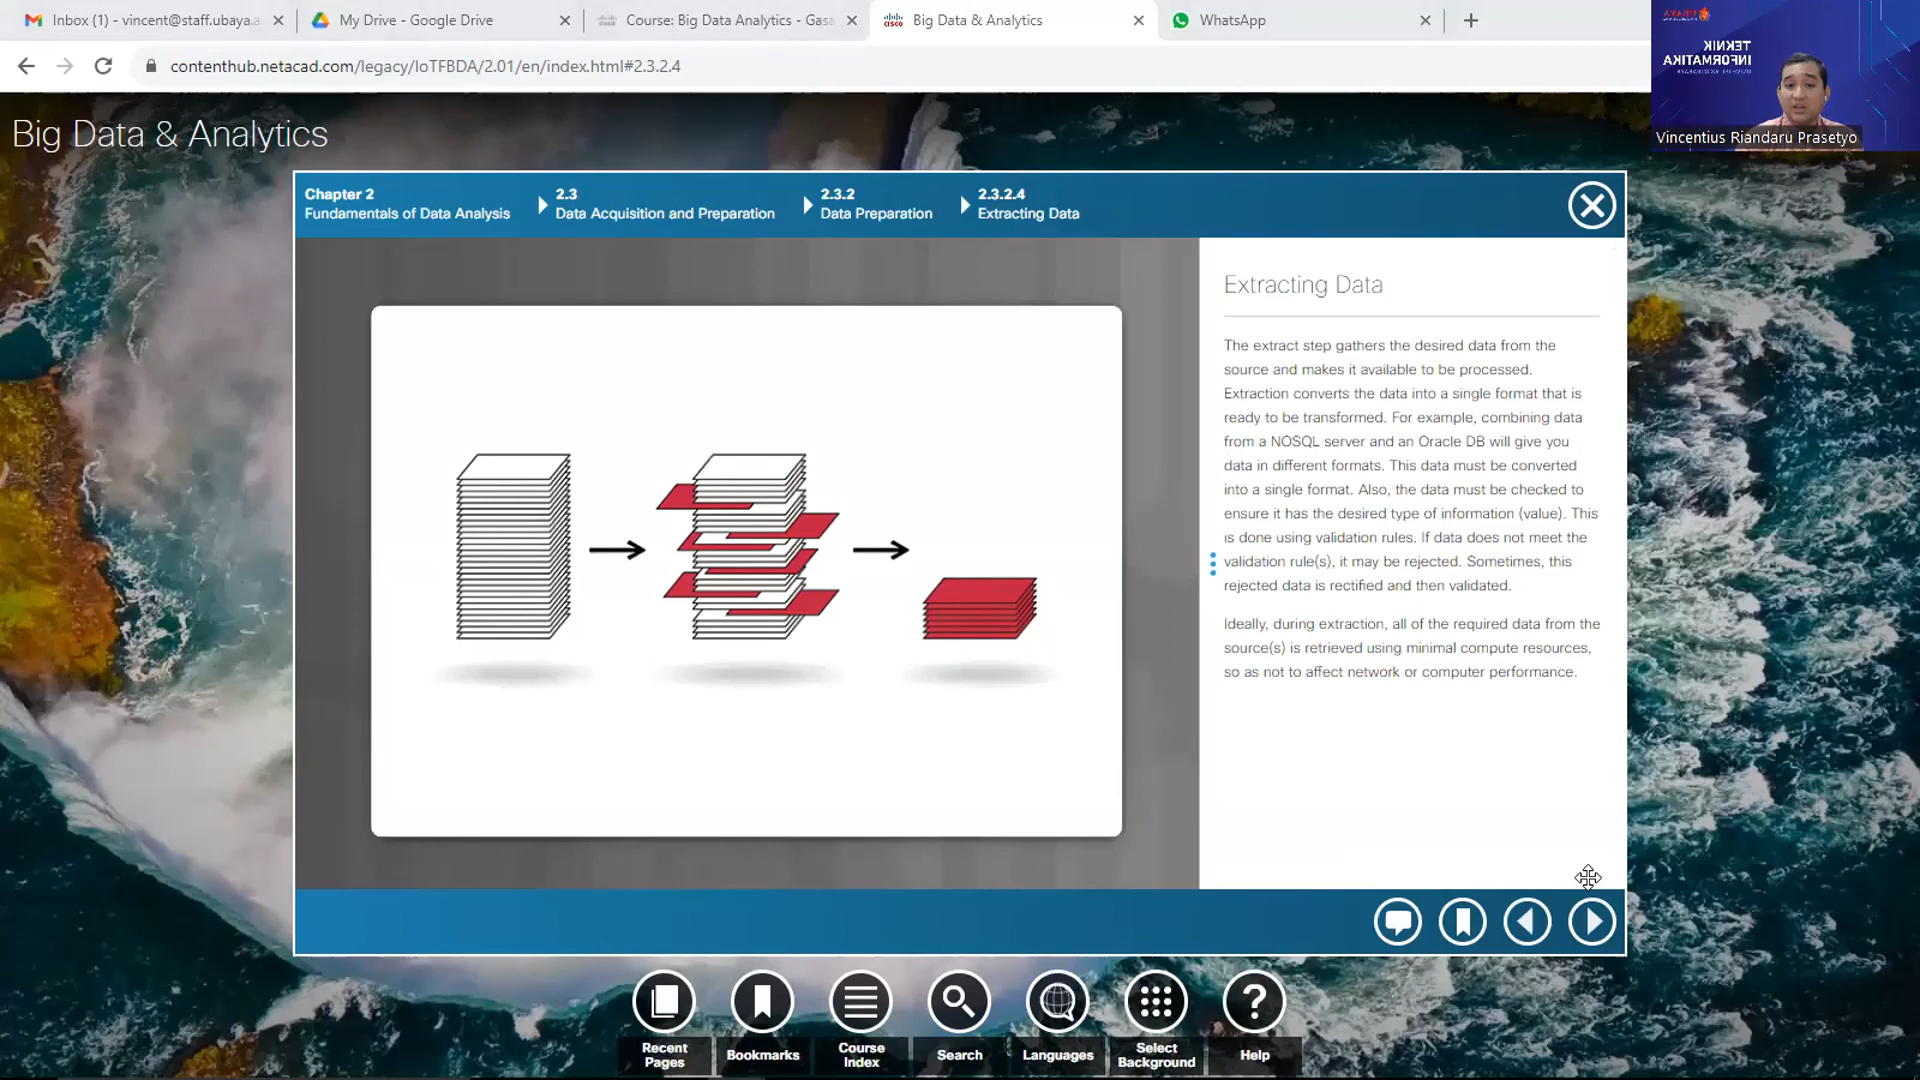 Inbox (1) - vincent@staff.ubaya.a
My Drive - Google Drive
Course: Big Data Analytics - Gasa
Big Data & Analytics
WhatsApp
contenthub.netacad.com/legacy/IoTFBDA/2.01/en/index.html#2.3.2.4
TEKNIK
INFORMATIKA
Vincentius Riandaru Prasetyo
Big Data & Analytics
Chapter 2
Fundamentals of Data Analysis
2.3
Data Acquisition and Preparation
2.3.2
Data Preparation
2.3.2.4
Extracting Data
Extracting Data
The extract step gathers the desired data from the
source and makes it available to be processed.
Extraction converts the data into a single format that is
ready to be transformed. For example, combining data
from a NOSQL server and an Oracle DB will give you
data in different formats. This data must be converted
into a single format. Also, the data must be checked to
ensure it has the desired type of information (value). This
is done using validation rules. If data does not meet the
validation rule(s), it may be rejected. Sometimes, this
rejected data is rectified and then validated.
Ideally, during extraction, all of the required data from the
source(s) is retrieved using minimal compute resources,
so as not to affect network or computer performance.
Recent
Pages
Bookmarks
Course
Index
Search
Languages
Select
Background
Help